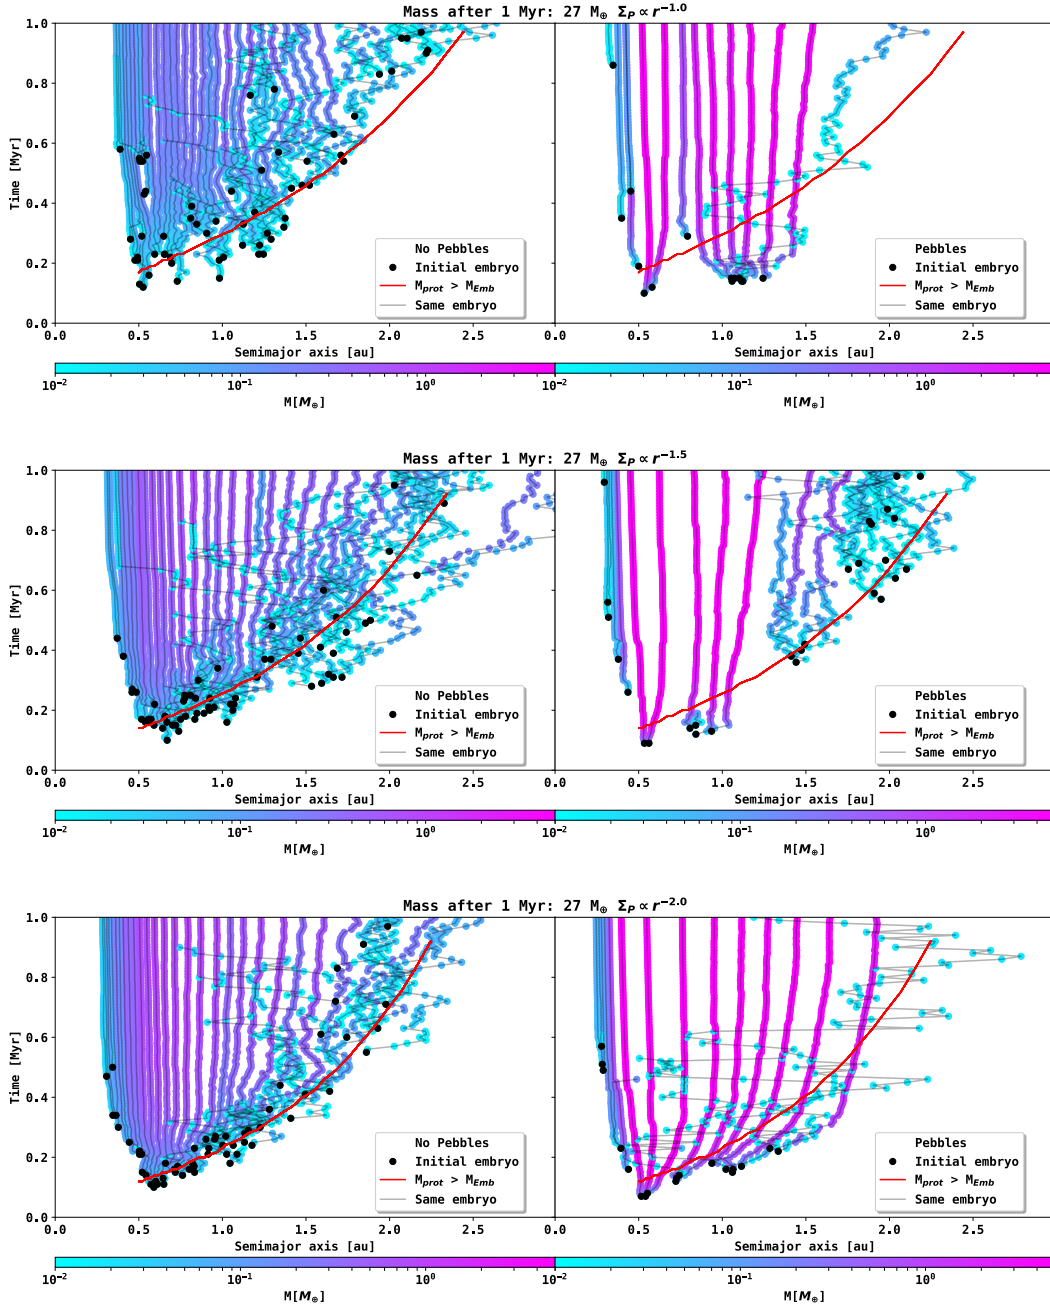 Mass after 1 Myr: 27 M⊕ Σ_P ∝ r^−1.0
Time [Myr]
1.0
0.8
0.6
0.4
0.2
0.0
No Pebbles
Initial embryo
M_prot > M_Emb
Same embryo
Pebbles
Initial embryo
M_prot > M_Emb
Same embryo
0.0 0.5 1.0 1.5 2.0 2.5 0.0 0.5 1.0 1.5 2.0 2.5
Semimajor axis [au] Semimajor axis [au]
10^−2 10^−1 10^0 10^−2 10^−1 10^0
M[M⊕] M[M⊕]
Mass after 1 Myr: 27 M⊕ Σ_P ∝ r^−1.5
Time [Myr]
1.0
0.8
0.6
0.4
0.2
0.0
No Pebbles
Initial embryo
M_prot > M_Emb
Same embryo
Pebbles
Initial embryo
M_prot > M_Emb
Same embryo
0.0 0.5 1.0 1.5 2.0 2.5 0.0 0.5 1.0 1.5 2.0 2.5
Semimajor axis [au] Semimajor axis [au]
10^−2 10^−1 10^0 10^−2 10^−1 10^0
M[M⊕] M[M⊕]
Mass after 1 Myr: 27 M⊕ Σ_P ∝ r^−2.0
Time [Myr]
1.0
0.8
0.6
0.4
0.2
0.0
No Pebbles
Initial embryo
M_prot > M_Emb
Same embryo
Pebbles
Initial embryo
M_prot > M_Emb
Same embryo
0.0 0.5 1.0 1.5 2.0 2.5 0.0 0.5 1.0 1.5 2.0 2.5
Semimajor axis [au] Semimajor axis [au]
10^−2 10^−1 10^0 10^−2 10^−1 10^0
M[M⊕] M[M⊕]